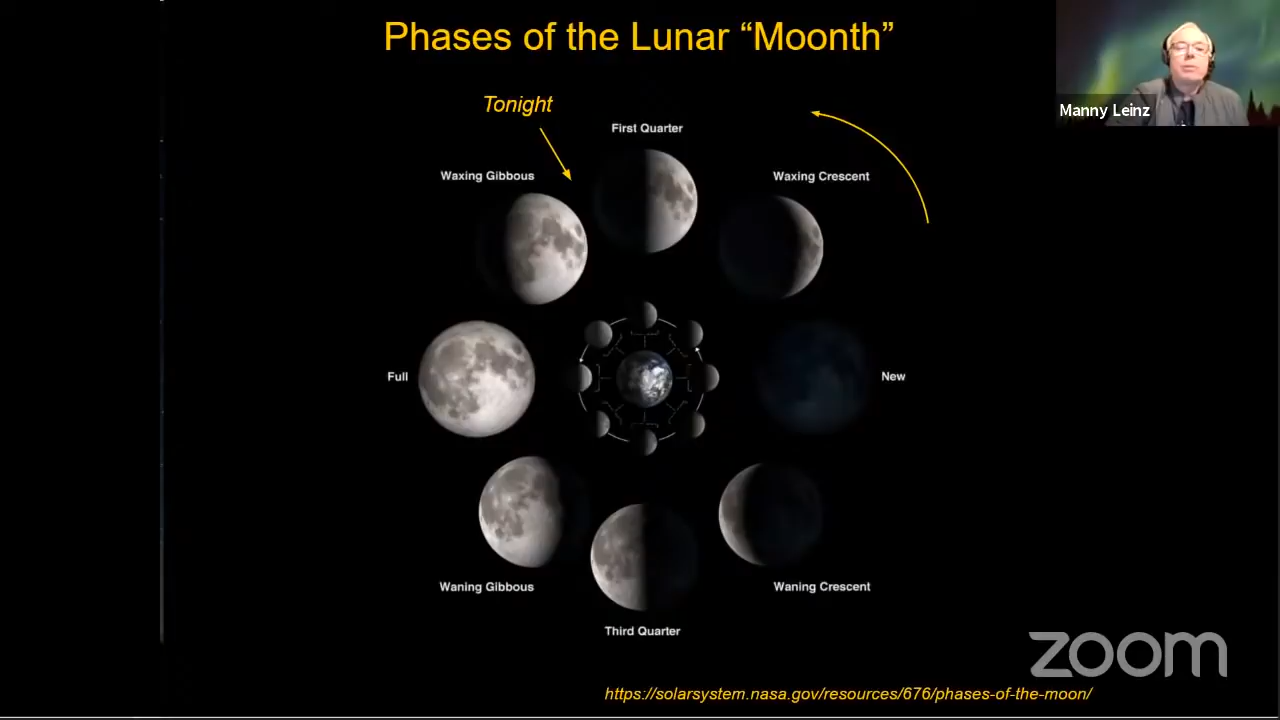 Phases of the Lunar “Moonth”
Manny Leinz
Tonight
First Quarter
Waxing Gibbous
Waxing Crescent
Full
New
Waning Gibbous
Waning Crescent
Third Quarter
zoom
https://solarsystem.nasa.gov/resources/676/phases-of-the-moon/